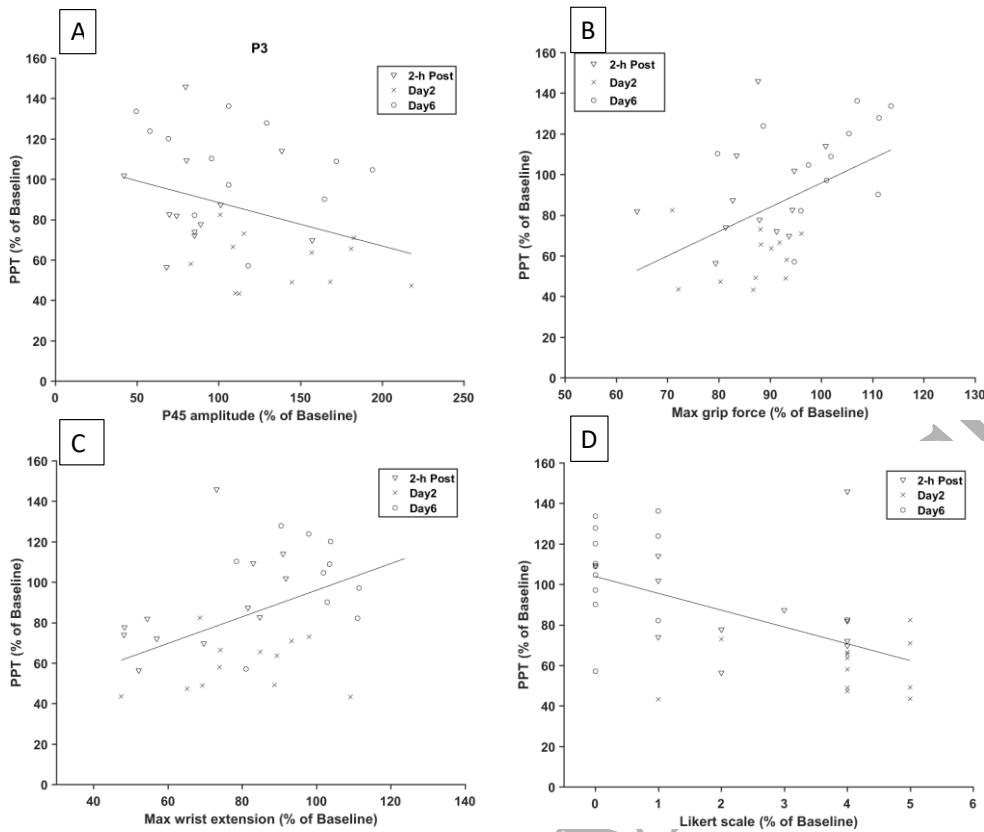 A
P3
160
140
120
100
80
60
40
20
0
PPT (% of Baseline)
2-h Post
Day2
Day6
0 50 100 150 200 250
P45 amplitude (% of Baseline)
B
160
140
120
100
80
60
40
20
0
PPT (% of Baseline)
2-h Post
Day2
Day6
50 60 70 80 90 100 110 120 130
Max grip force (% of Baseline)
C
160
140
120
100
80
60
40
20
0
PPT (% of Baseline)
2-h Post
Day2
Day6
40 60 80 100 120 140
Max wrist extension (% of Baseline)
D
160
140
120
100
80
60
40
20
0
PPT (% of Baseline)
2-h Post
Day2
Day6
0 1 2 3 4 5 6
Likert scale (% of Baseline)